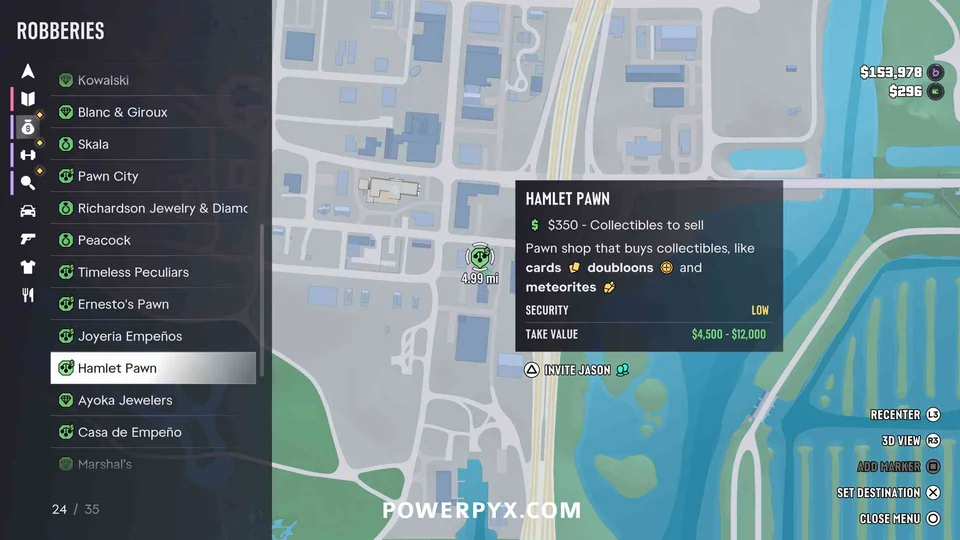 ROBBERIES
Kowalski
Blanc & Giroux
Skala
Pawn City
Richardson Jewelry & Diamo
Peacock
Timeless Peculiars
Ernesto's Pawn
Joyeria Empeños
Hamlet Pawn
Ayoka Jewelers
Casa de Empeño
Marshal's
24 / 35
$153,978
$296
4.99 mi
HAMLET PAWN
$350 - Collectibles to sell
Pawn shop that buys collectibles, like
cards doubloons and
meteorites
SECURITY LOW
TAKE VALUE $4,500 - $12,000
INVITE JASON
RECENTER L3
3D VIEW R3
ADD MARKER
SET DESTINATION
CLOSE MENU
POWERPYX.COM